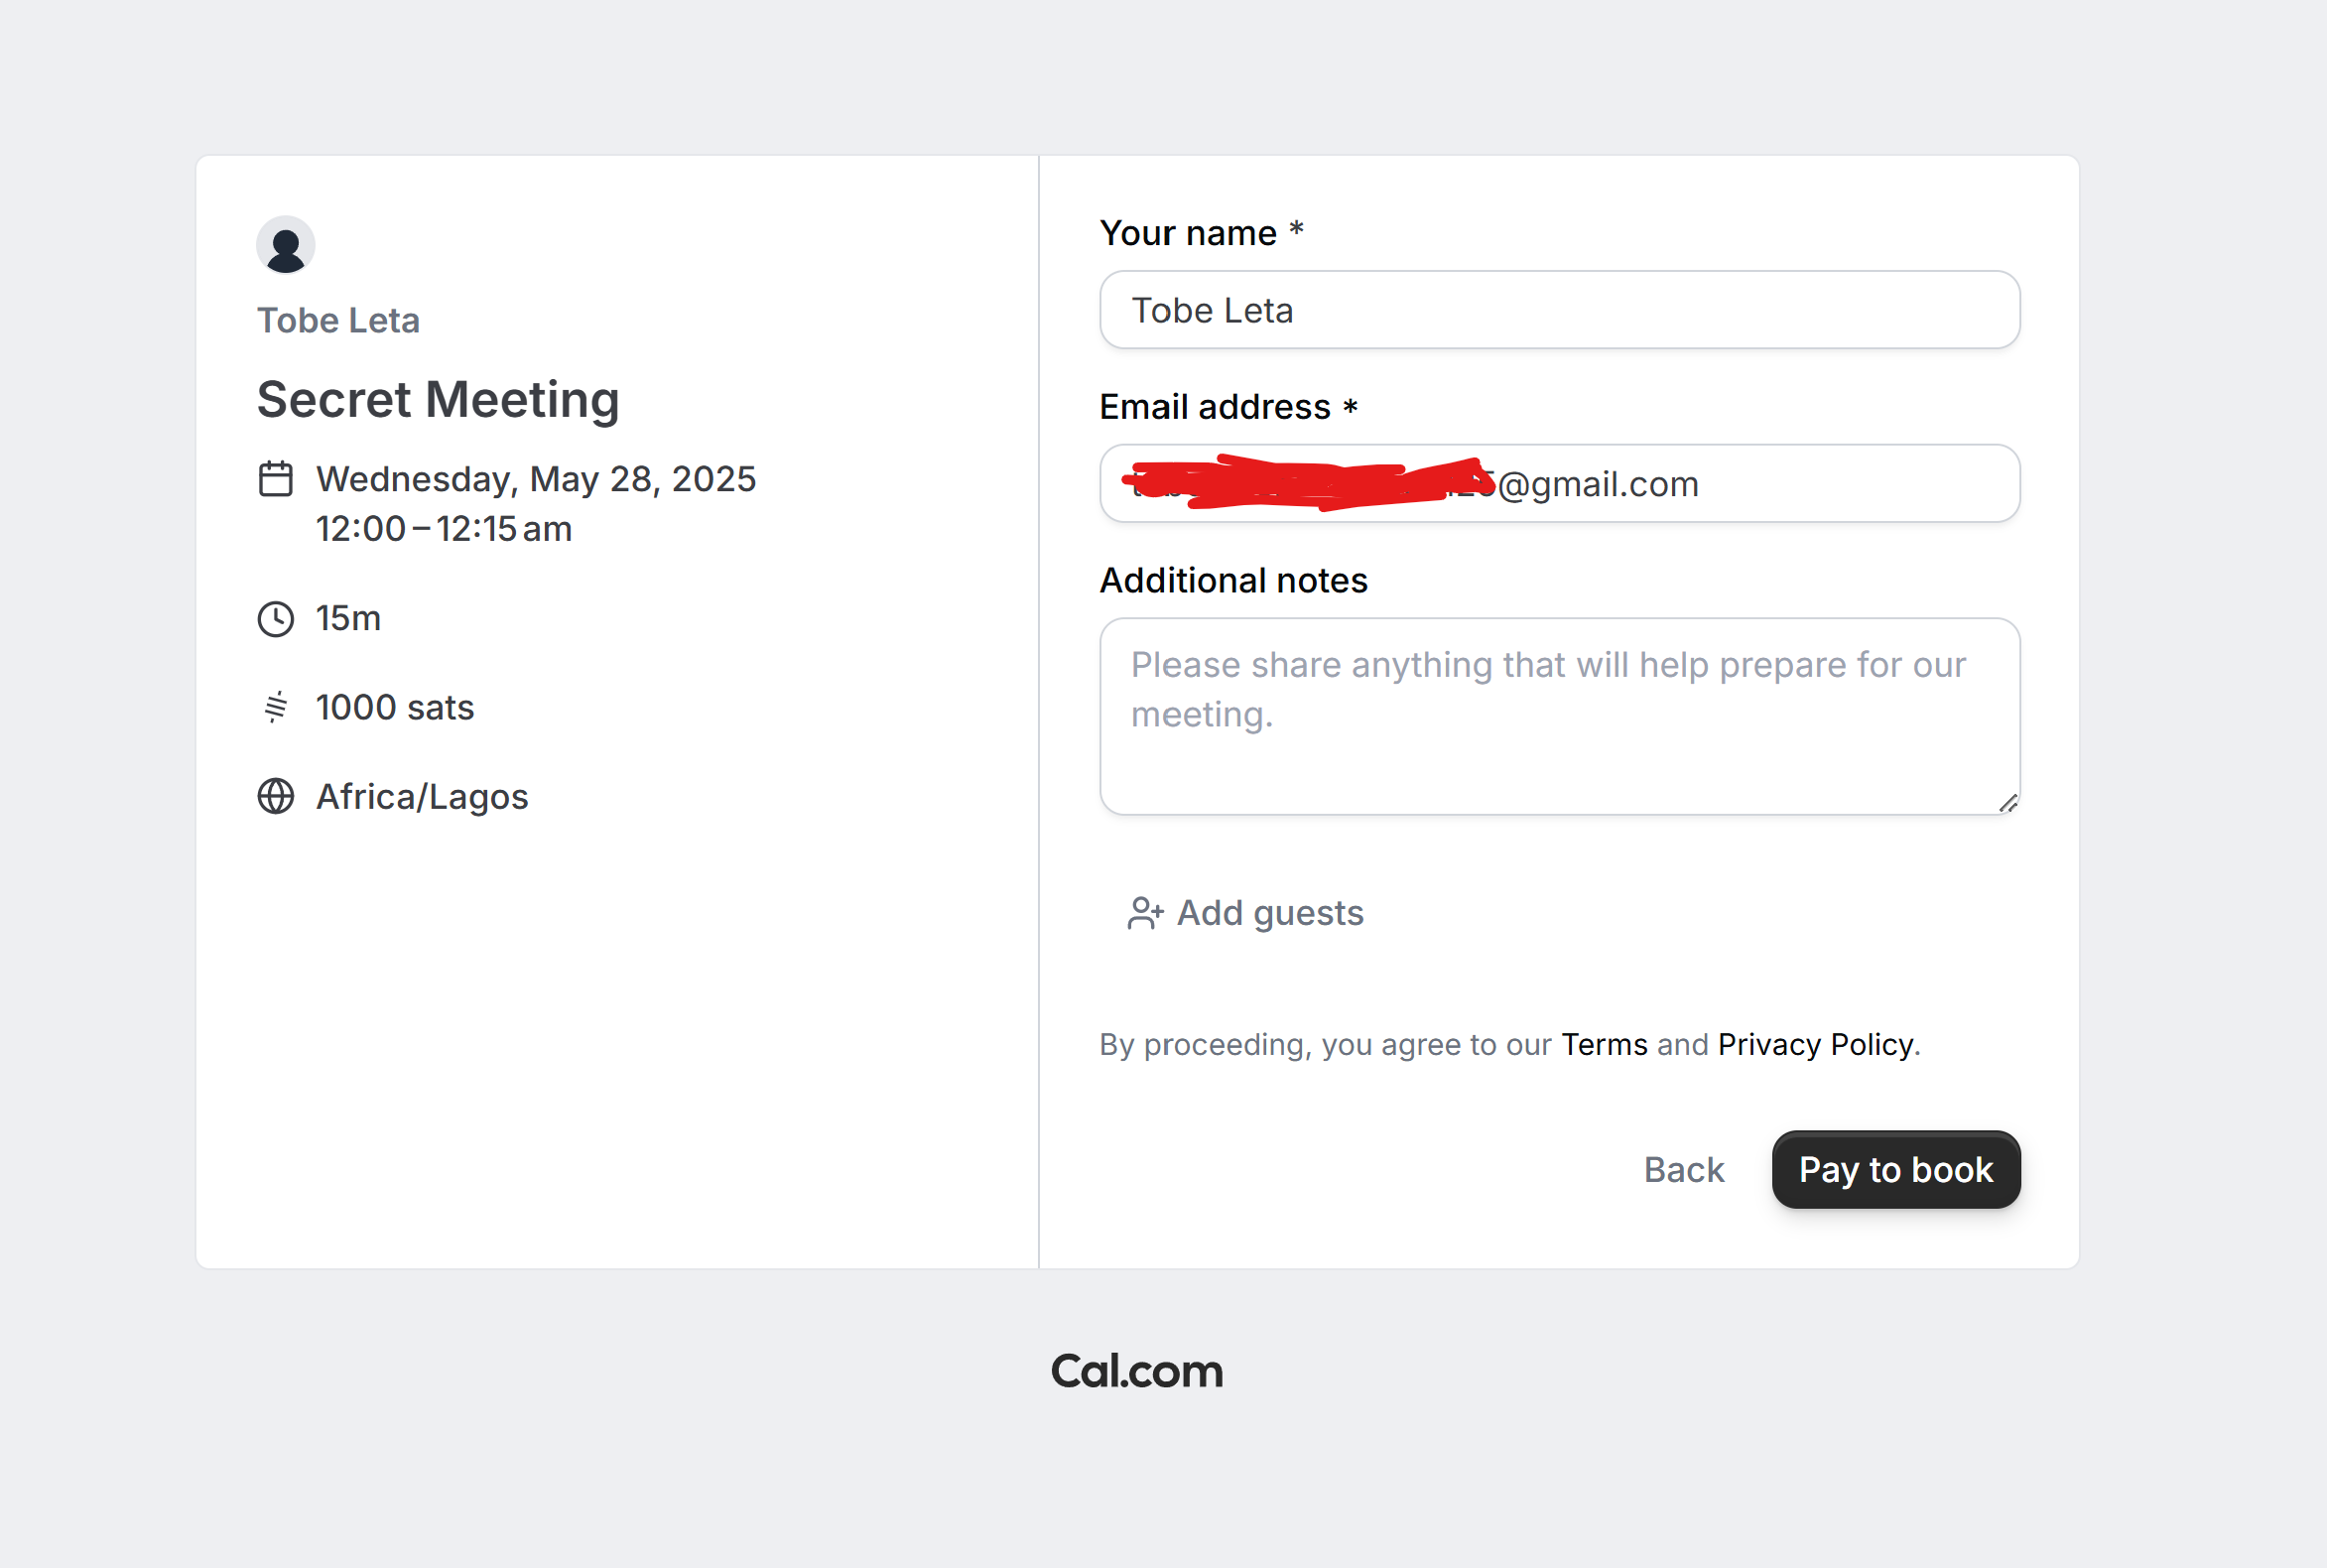 Tobe Leta
Secret Meeting
Wednesday, May 28, 2025
12:00 – 12:15 am
15m
1000 sats
Africa/Lagos
Your name *
Tobe Leta
Email address *
@gmail.com
Additional notes
Please share anything that will help prepare for our
meeting.
Add guests
By proceeding, you agree to our Terms and Privacy Policy.
Back
Pay to book
Cal.com